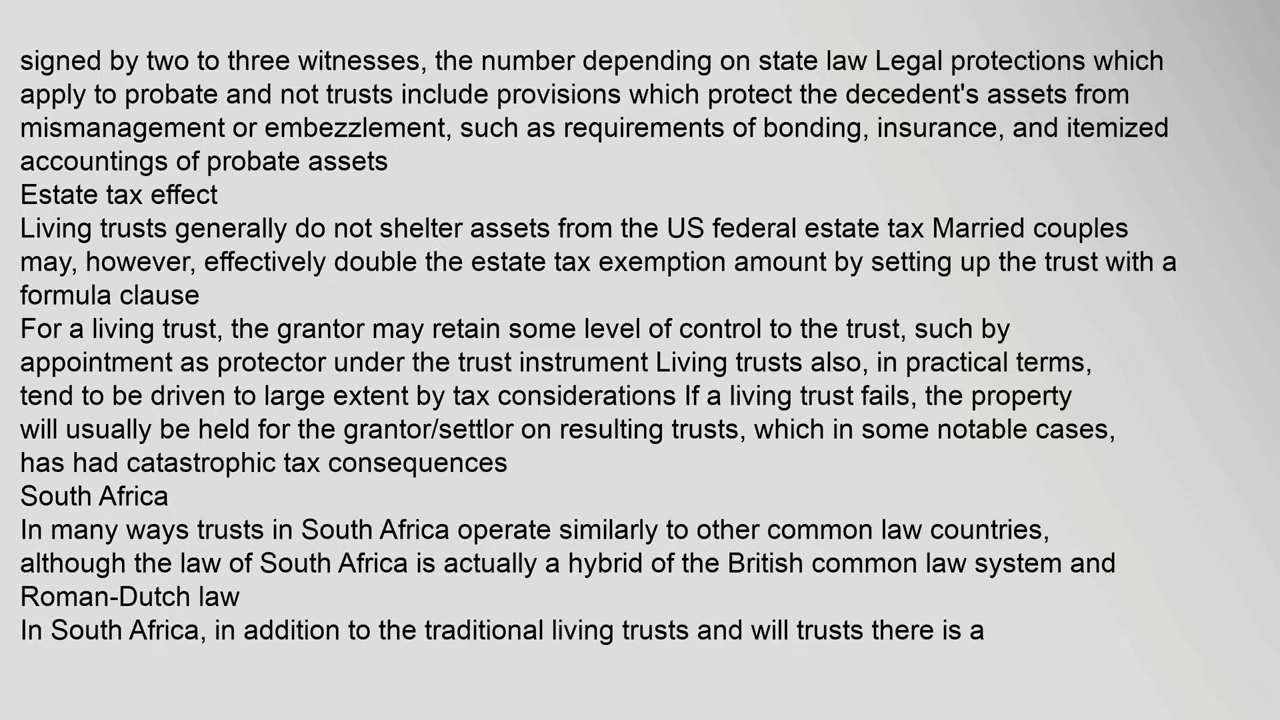 signed by two to three witnesses, the number depending on state law Legal protections which
apply to probate and not trusts include provisions which protect the decedent's assets from
mismanagement or embezzlement, such as requirements of bonding, insurance, and itemized
accountings of probate assets
Estate tax effect
Living trusts generally do not shelter assets from the US federal estate tax Married couples
may, however, effectively double the estate tax exemption amount by setting up the trust with a
formula clause
For a living trust, the grantor may retain some level of control to the trust, such by
appointment as protector under the trust instrument Living trusts also, in practical terms,
tend to be driven to large extent by tax considerations If a living trust fails, the property
will usually be held for the grantor/settlor on resulting trusts, which in some notable cases,
has had catastrophic tax consequences
South Africa
In many ways trusts in South Africa operate similarly to other common law countries,
although the law of South Africa is actually a hybrid of the British common law system and
Roman-Dutch law
In South Africa, in addition to the traditional living trusts and will trusts there is a